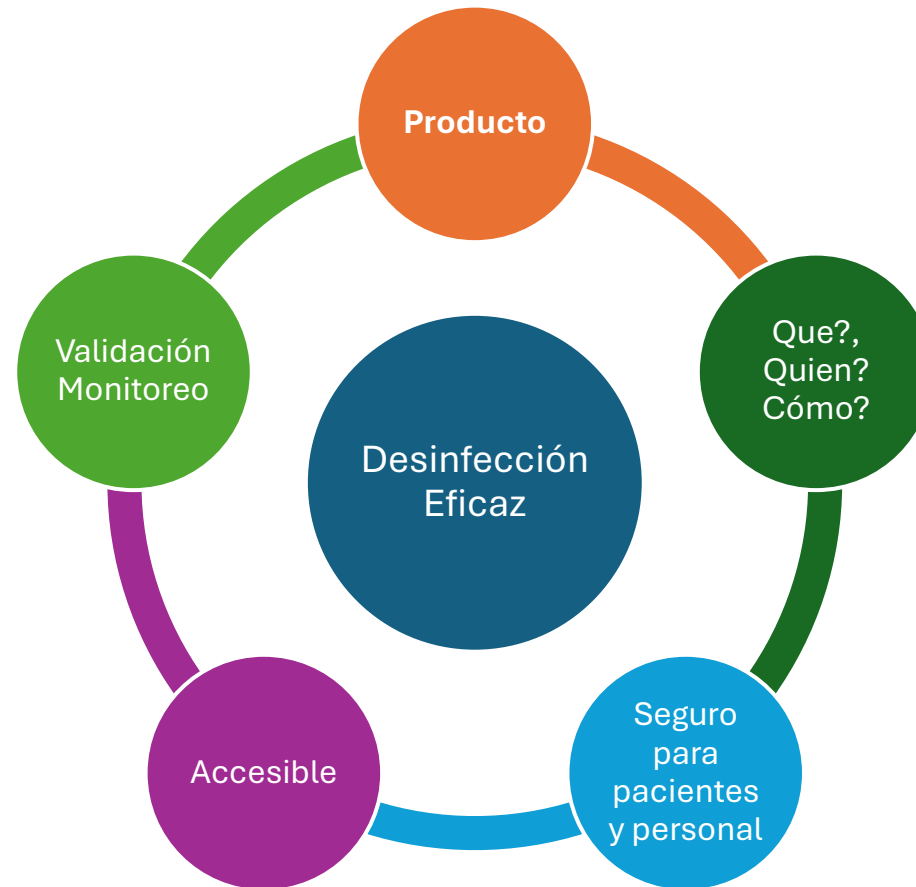 Producto
Que?,
Quien?
Cómo?
Seguro
para
pacientes
y personal
Accesible
Validación
Monitoreo
Desinfección
Eficaz